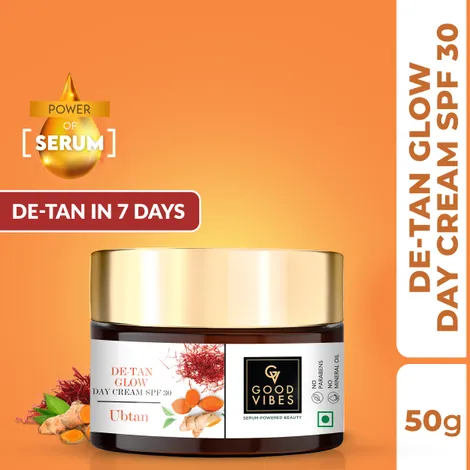 POWER
OF
SERUM
DE-TAN IN 7 DAYS
DE-TAN
GLOW
DAY CREAM SPF 30
Ubtan
GOOD
VIBES
SERUM-POWERED BEAUTY
NO
PARABENS
NO
MINERAL OIL
DE-TAN GLOW
DAY CREAM SPF 30
50g